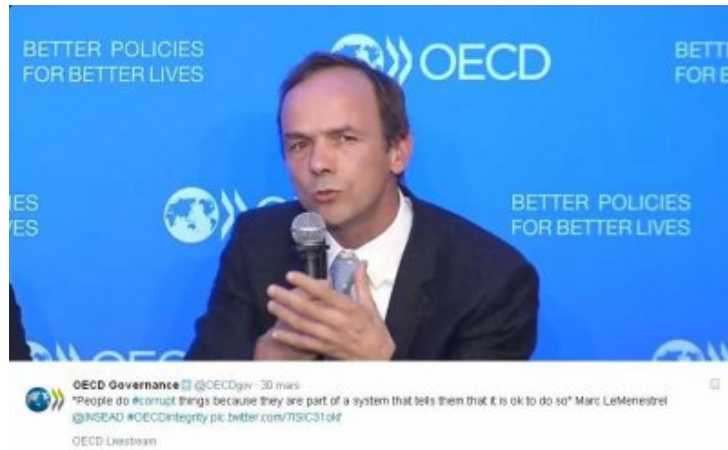 BETTER POLICIES
FOR BETTER LIVES
OECD
BETT
FOR B
IES
ES
BETTER POLICIES
FOR BETTER LIVES
OECD Governance @OECDgov · 30 mars
"People do #corrupt things because they are part of a system that tells them that it is ok to do so" Marc LeMenestrel
@INSEAD #OECDintegrity pic.twitter.com/7ISIC31okf
OECD Livestream